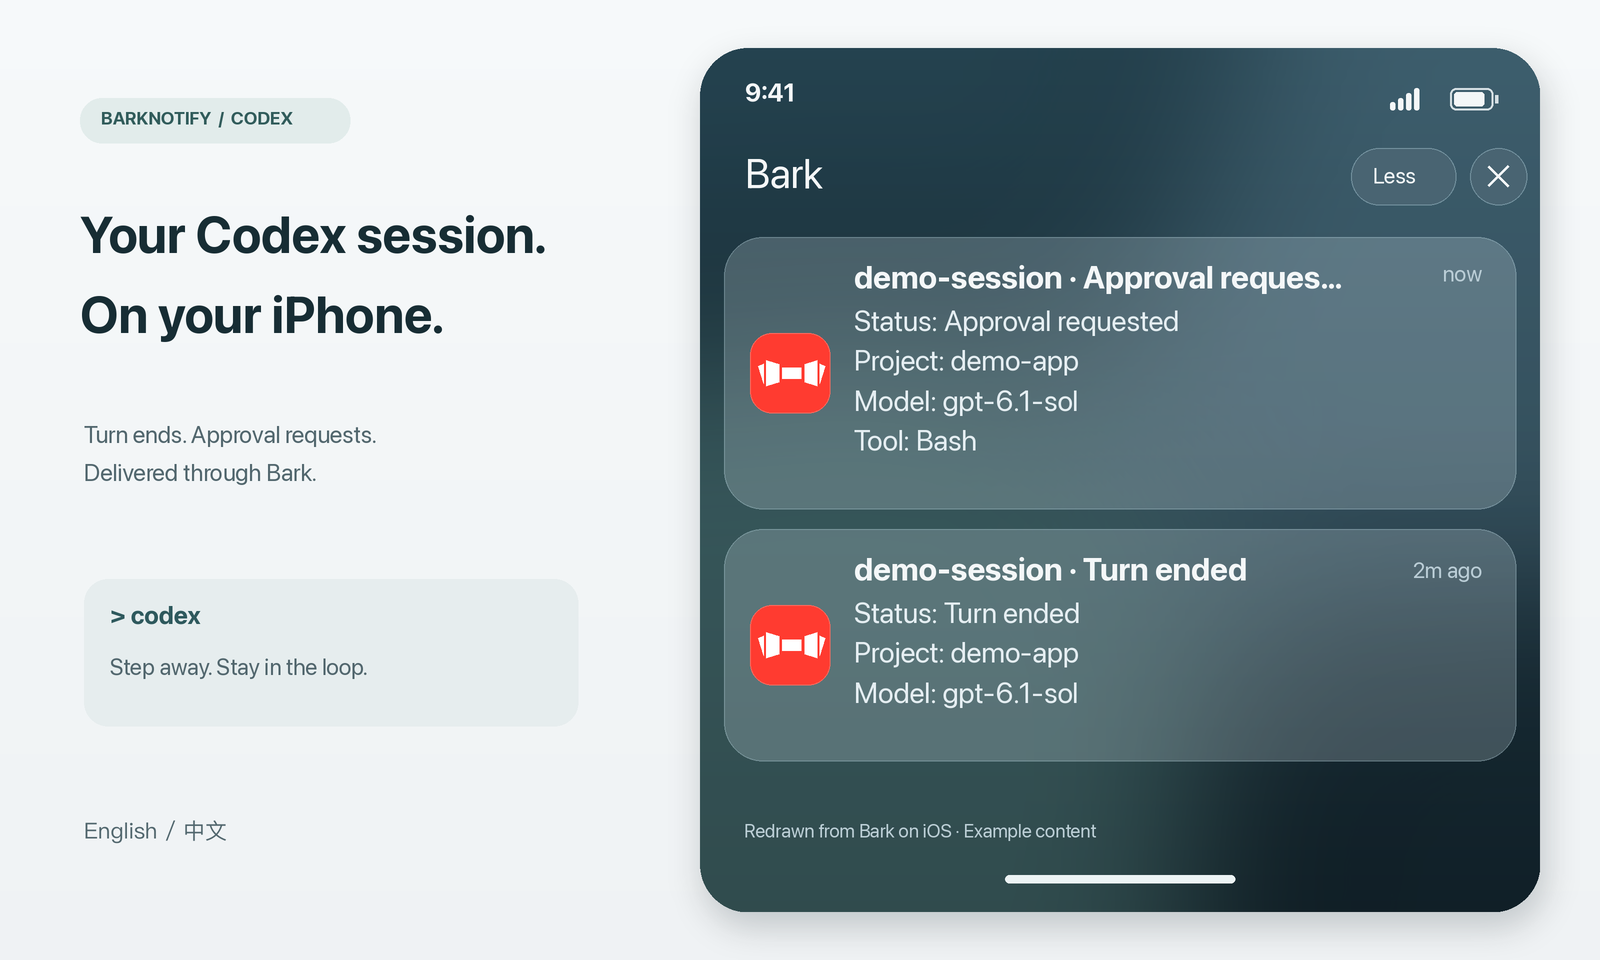 BARKNOTIFY / CODEX
Your Codex session.
On your iPhone.
Turn ends. Approval requests.
Delivered through Bark.
> codex
Step away. Stay in the loop.
English / 中文
9:41
Bark
Less
demo-session · Approval reques...
now
Status: Approval requested
Project: demo-app
Model: gpt-6.1-sol
Tool: Bash
demo-session · Turn ended
2m ago
Status: Turn ended
Project: demo-app
Model: gpt-6.1-sol
Redrawn from Bark on iOS · Example content